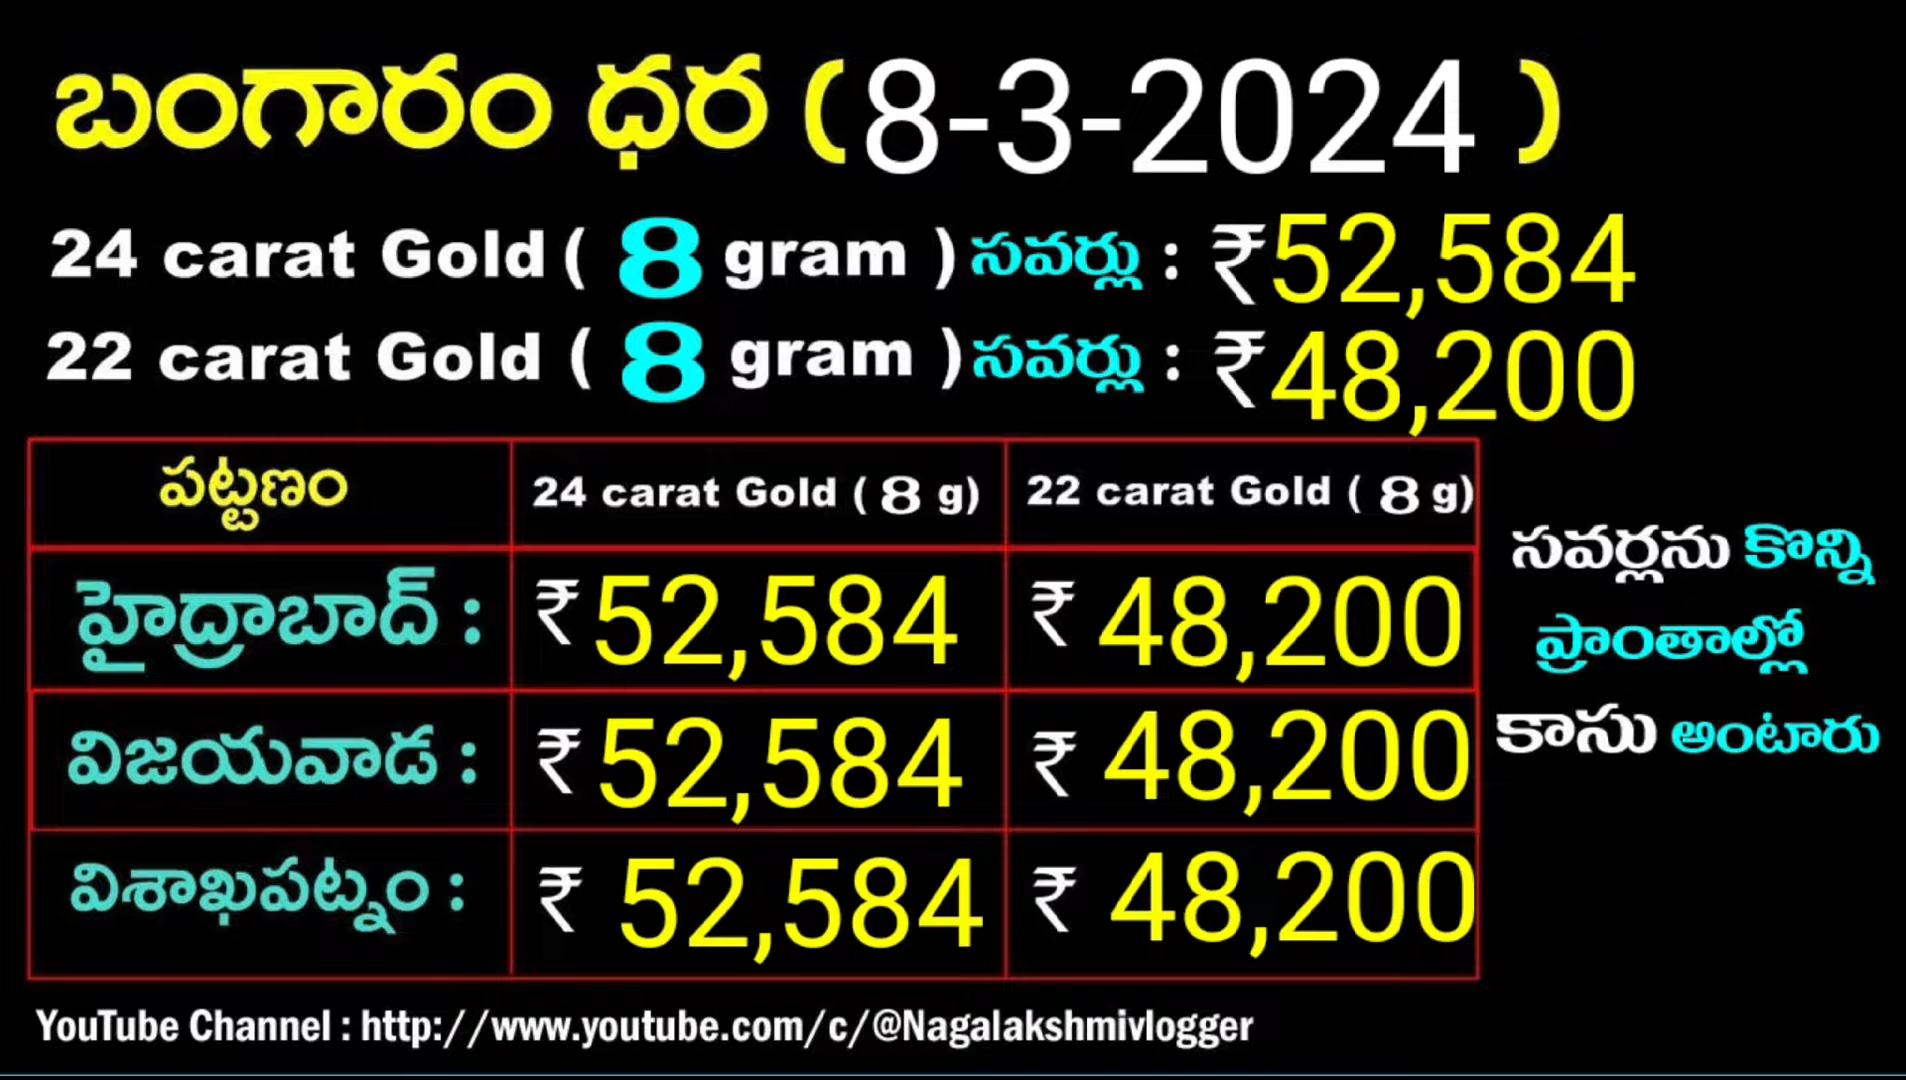 బంగారం ధర ( 8-3-2024 )
24 carat Gold ( 8 gram ) సవర్లు : ₹52,584
22 carat Gold ( 8 gram ) సవర్లు : ₹48,200
పట్టణం 24 carat Gold ( 8 g) 22 carat Gold ( 8 g)
హైద్రాబాద్ : ₹ 52,584 ₹ 48,200
విజయవాడ : ₹ 52,584 ₹ 48,200
విశాఖపట్నం : ₹ 52,584 ₹ 48,200
సవర్లను కొన్ని
ప్రాంతాల్లో
కాసు అంటారు
YouTube Channel : http://www.youtube.com/c/@Nagalakshmivlogger